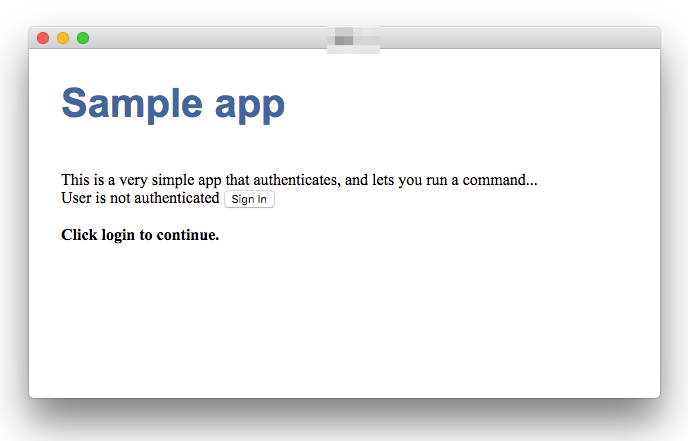 Sample app
This is a very simple app that authenticates, and lets you run a command...
User is not authenticated Sign In
Click login to continue.